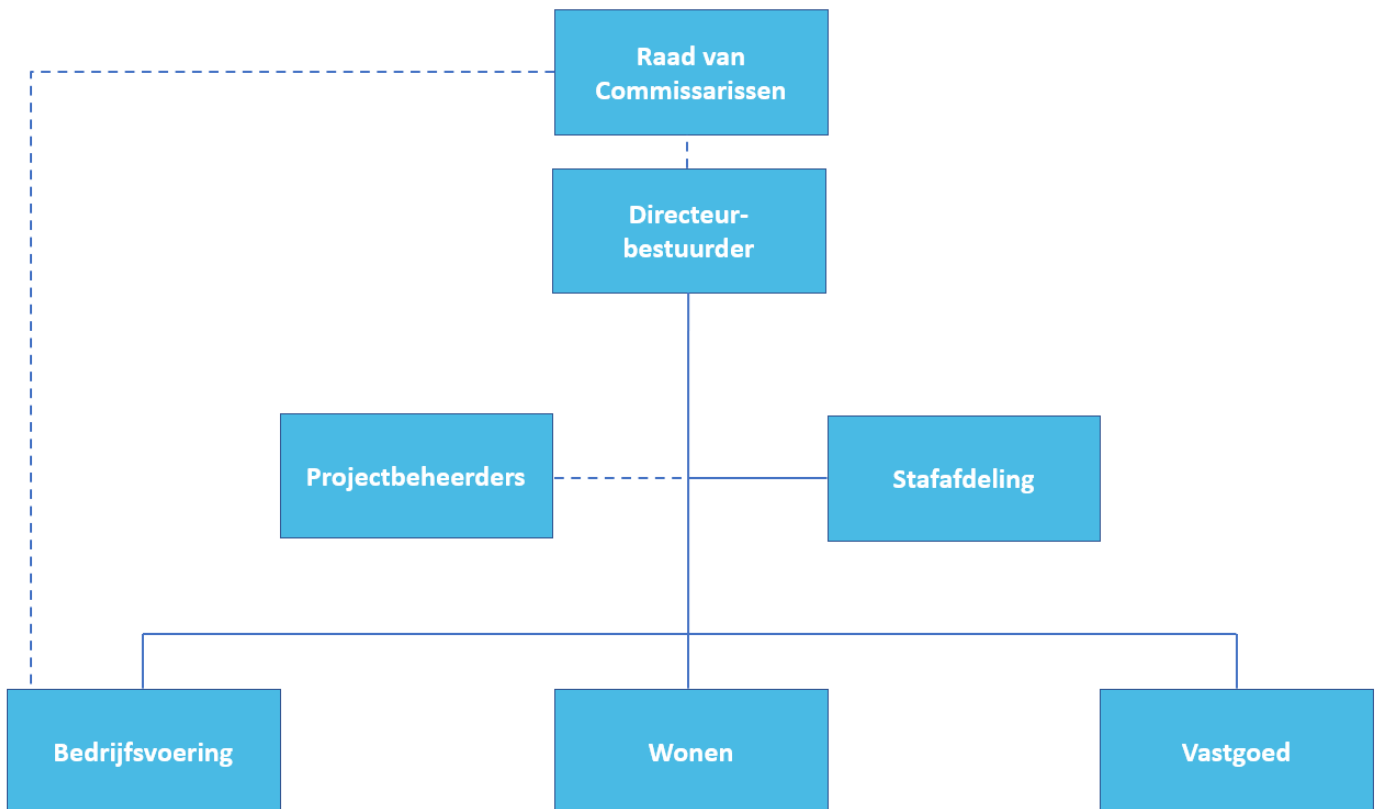 Raad van
Commissarissen
Directeur-
bestuurder
Projectbeheerders
Stafafdeling
Bedrijfsvoering
Wonen
Vastgoed